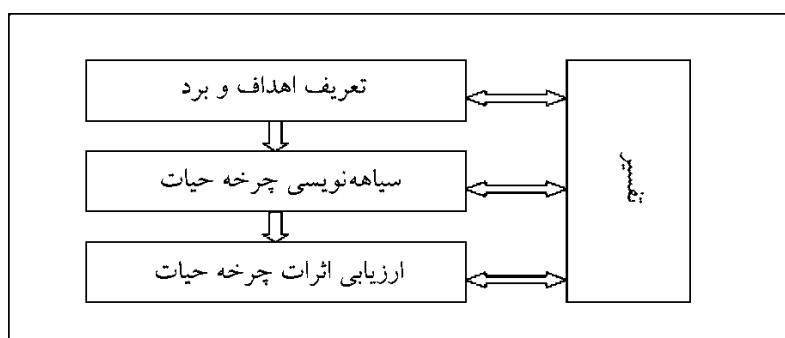 تعریف اهداف و برد
سیاهه‌نویسی چرخه حیات
ارزیابی اثرات چرخه حیات
تفسیر